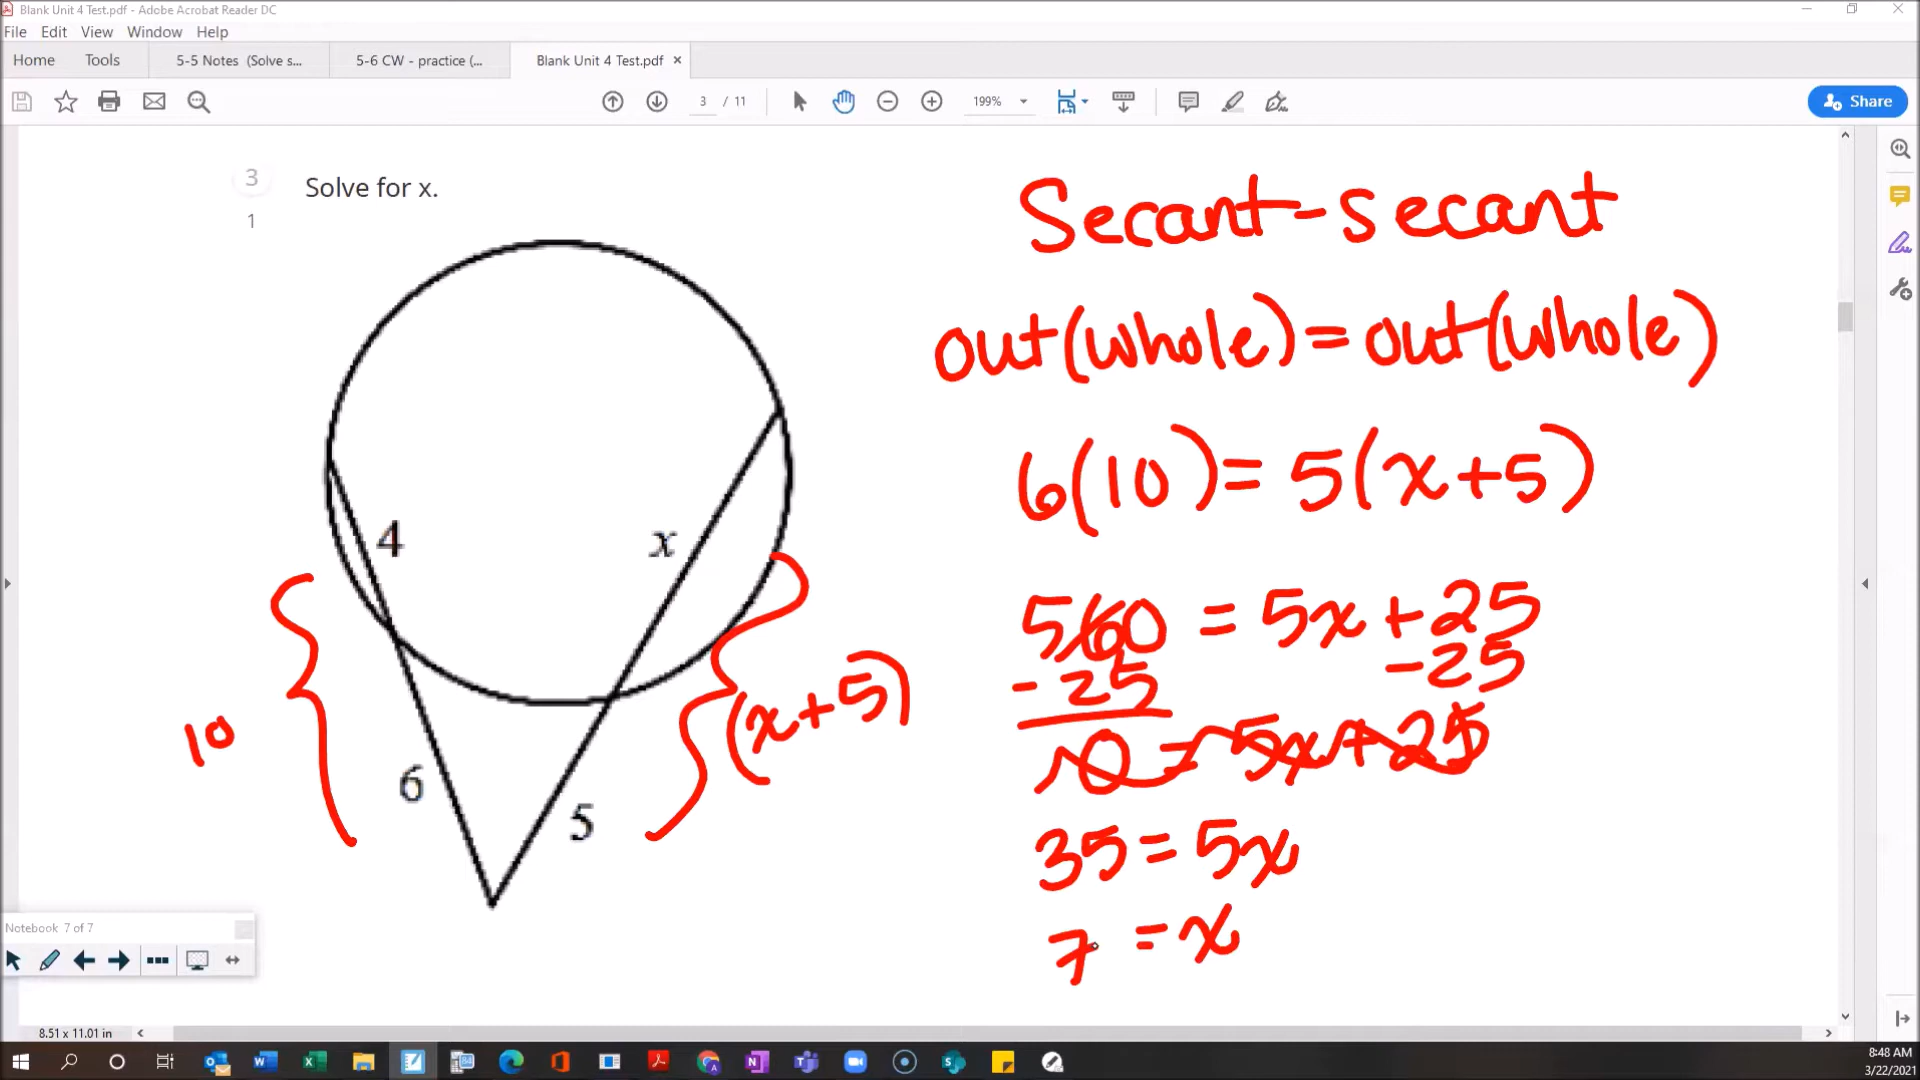 Blank Unit 4 Test.pdf - Adobe Acrobat Reader DC
File Edit View Window Help
Home Tools 5-5 Notes (Solve s... 5-6 CW - practice (... Blank Unit 4 Test.pdf ×
3 / 11 199% Share
3
1
Solve for x.
Secant-secant
out(whole)=out(whole)
6(10)=5(x+5)
4
x
560 = 5x+25
-25 -25
10
(x+5)
0 = 5x+25
6
5
35=5x
7 = x
Notebook 7 of 7
8.51 x 11.01 in
8:48 AM
3/22/2021